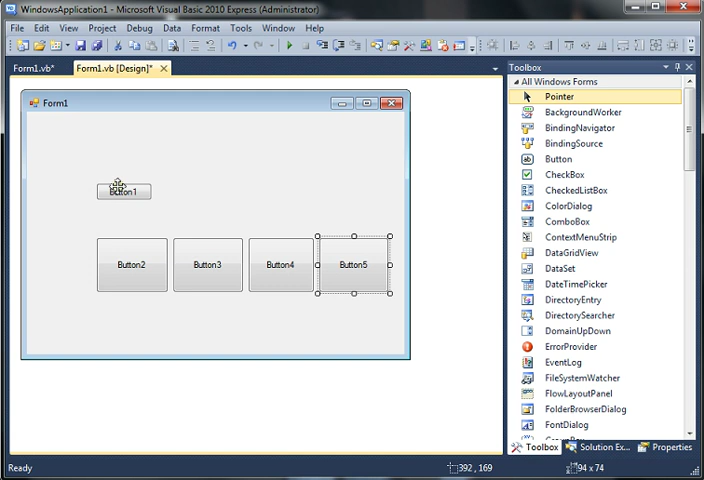 WindowsApplication1 - Microsoft Visual Basic 2010 Express (Administrator)
File Edit View Project Debug Data Format Tools Window Help
Form1.vb* Form1.vb [Design]*
Form1
Button1
Button2 Button3 Button4 Button5
Toolbox
All Windows Forms
Pointer
BackgroundWorker
BindingNavigator
BindingSource
Button
CheckBox
CheckedListBox
ColorDialog
ComboBox
ContextMenuStrip
DataGridView
DataSet
DateTimePicker
DirectoryEntry
DirectorySearcher
DomainUpDown
ErrorProvider
EventLog
FileSystemWatcher
FlowLayoutPanel
FolderBrowserDialog
FontDialog
Toolbox Solution Ex... Properties
Ready 392 , 169 94 x 74